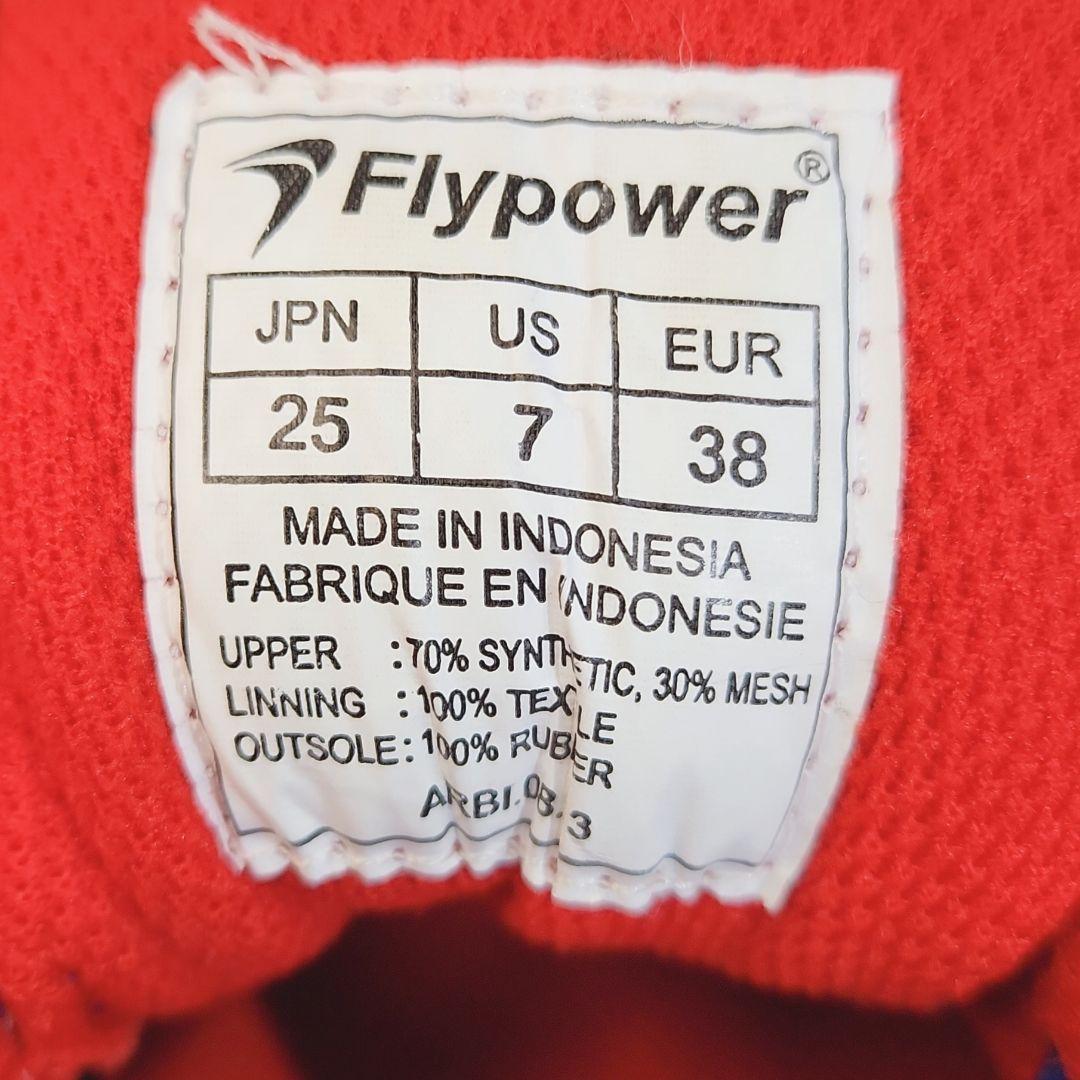 Flypower®
JPN US EUR
25 7 38
MADE IN INDONESIA
FABRIQUE EN INDONESIE
UPPER : 70% SYNTHETIC, 30% MESH
LINNING : 100% TEXTILE
OUTSOLE : 100% RUBBER